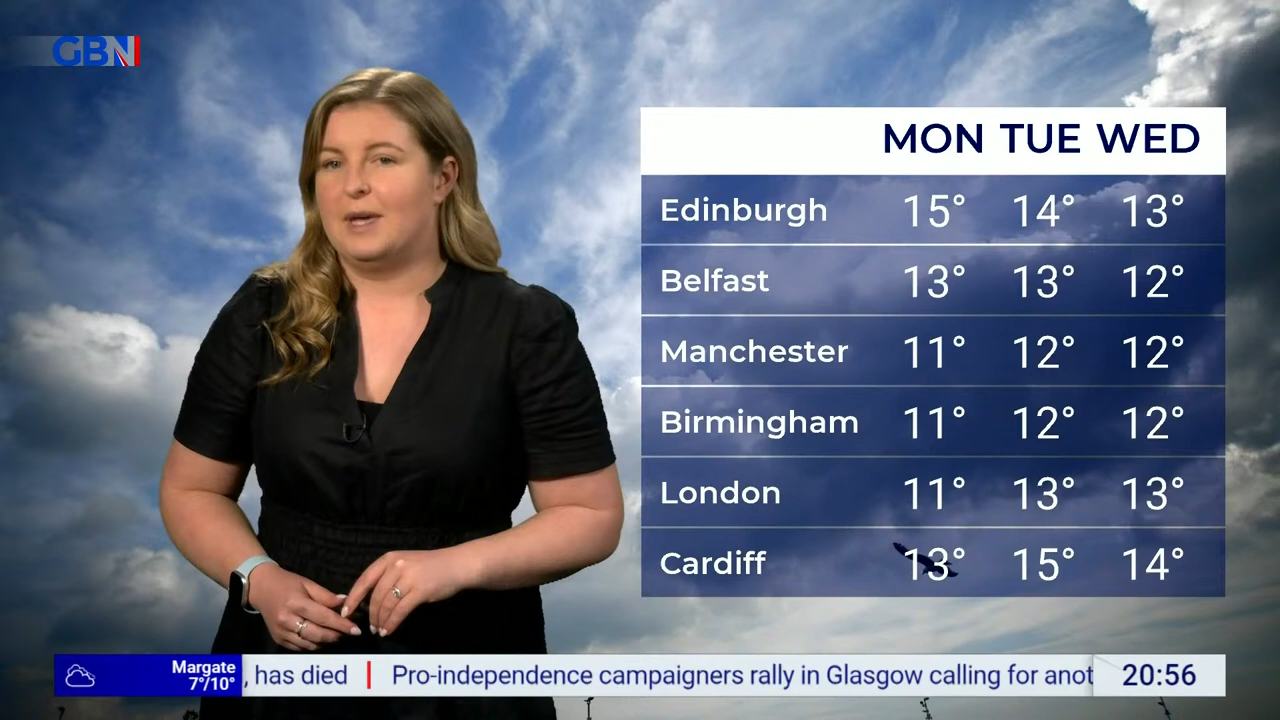 GBN
MON TUE WED
Edinburgh 15° 14° 13°
Belfast 13° 13° 12°
Manchester 11° 12° 12°
Birmingham 11° 12° 12°
London 11° 13° 13°
Cardiff 13° 15° 14°
Margate
7°/10°
, has died | Pro-independence campaigners rally in Glasgow calling for anot
20:56